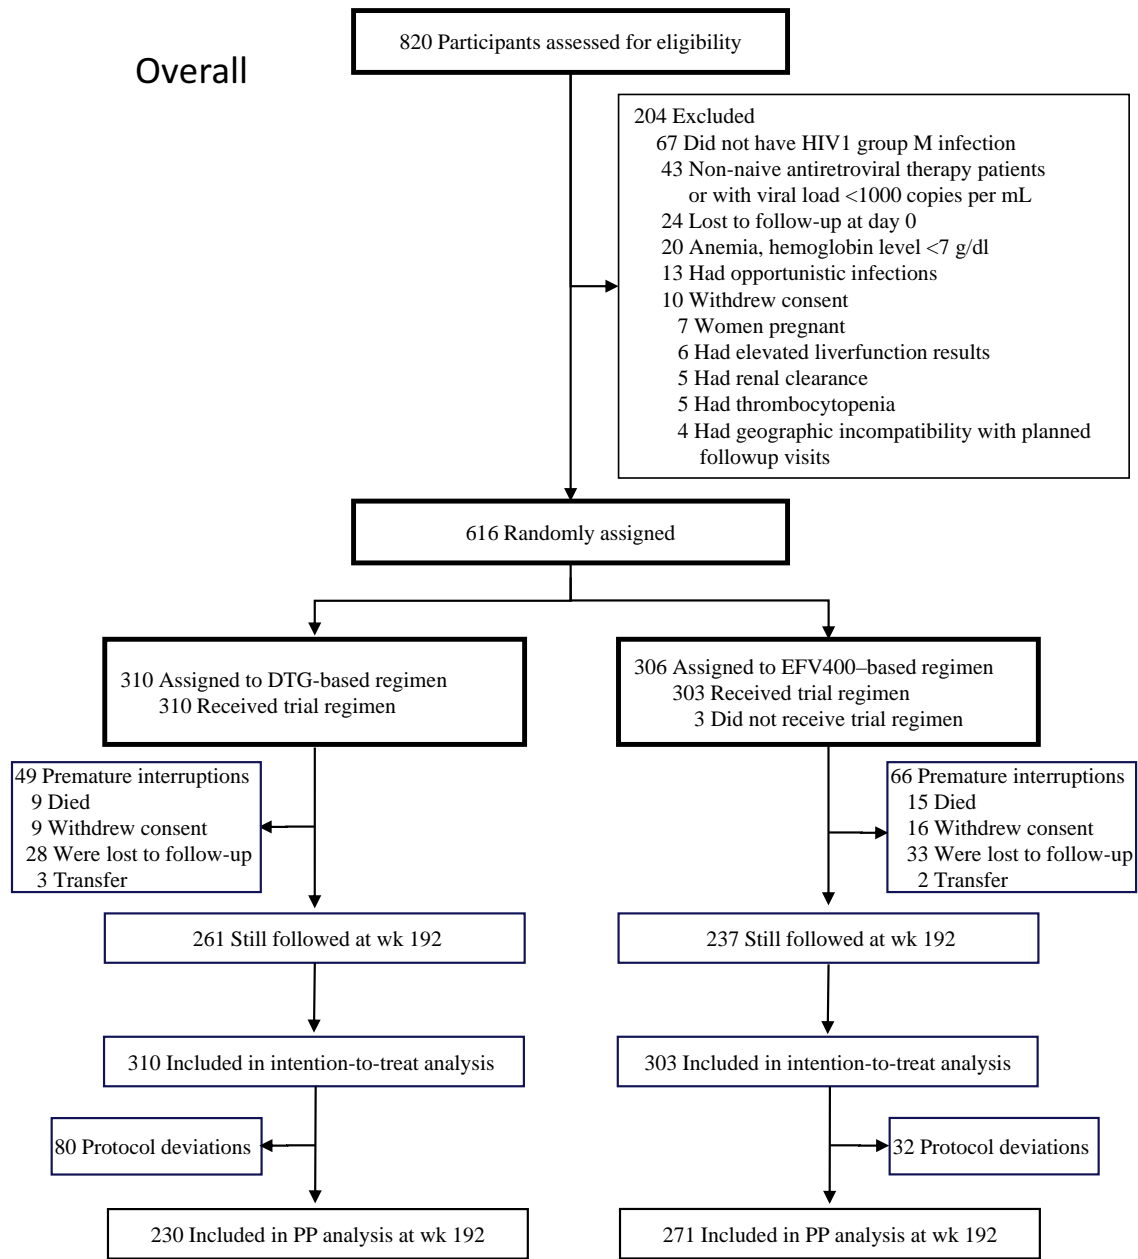 820 Participants assessed for eligibility
Overall
204 Excluded
67 Did not have HIV1 group M infection
43 Non-naive antiretroviral therapy patients
or with viral load <1000 copies per mL
24 Lost to follow-up at day 0
20 Anemia, hemoglobin level <7 g/dl
13 Had opportunistic infections
10 Withdrew consent
7 Women pregnant
6 Had elevated liverfunction results
5 Had renal clearance
5 Had thrombocytopenia
4 Had geographic incompatibility with planned
followup visits
616 Randomly assigned
310 Assigned to DTG-based regimen
310 Received trial regimen
306 Assigned to EFV400–based regimen
303 Received trial regimen
3 Did not receive trial regimen
49 Premature interruptions
9 Died
9 Withdrew consent
28 Were lost to follow-up
3 Transfer
66 Premature interruptions
15 Died
16 Withdrew consent
33 Were lost to follow-up
2 Transfer
261 Still followed at wk 192
237 Still followed at wk 192
310 Included in intention-to-treat analysis
303 Included in intention-to-treat analysis
80 Protocol deviations
32 Protocol deviations
230 Included in PP analysis at wk 192
271 Included in PP analysis at wk 192